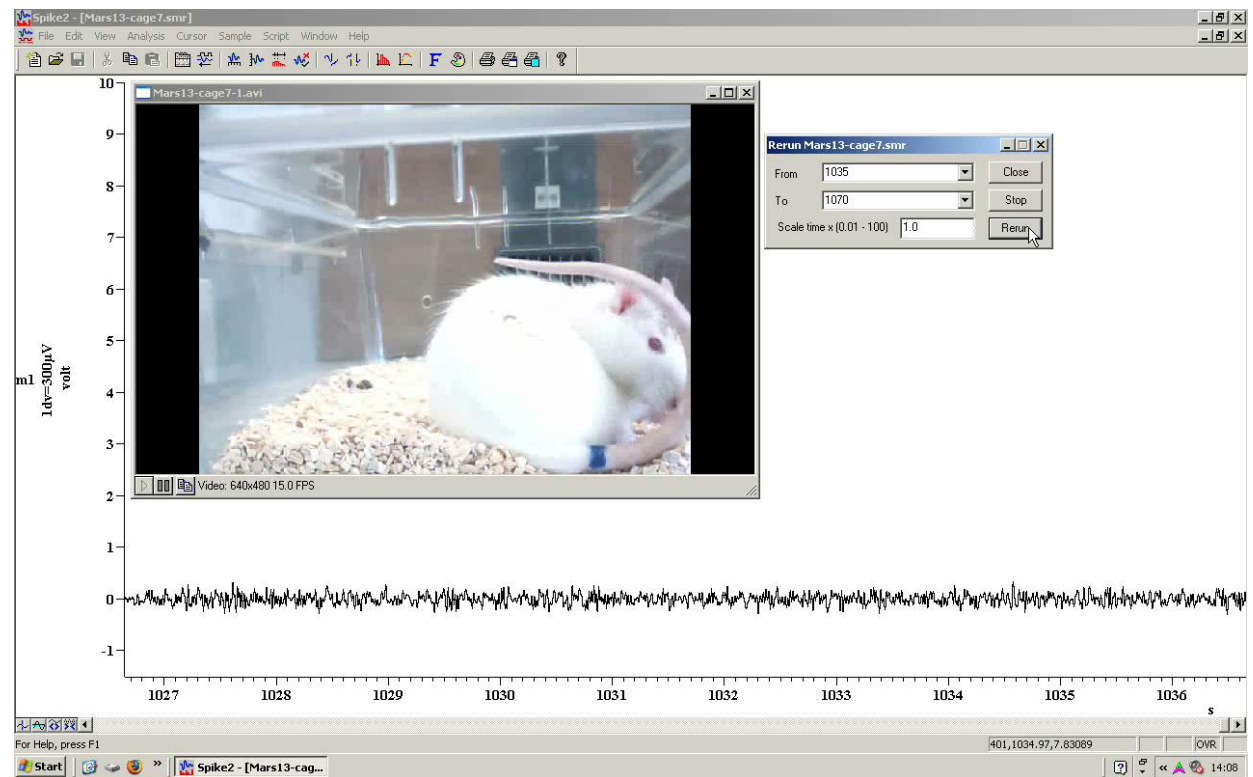 Spike2 - [Mars13-cage7.smr]
File Edit View Analysis Cursor Sample Script Window Help
F
?
10
9
8
7
6
5
4
3
2
1
0
-1
m1
1dv=300µV
volt
Mars13-cage7-1.avi
Video: 640x480 15.0 FPS
Rerun Mars13-cage7.smr
From 1035 Close
To 1070 Stop
Scale time x (0.01 - 100) 1.0 Rerun
1027 1028 1029 1030 1031 1032 1033 1034 1035 1036
s
For Help, press F1 401,1034.97,7.83089 OVR
Start » Spike2 - [Mars13-cag... ? « 14:08